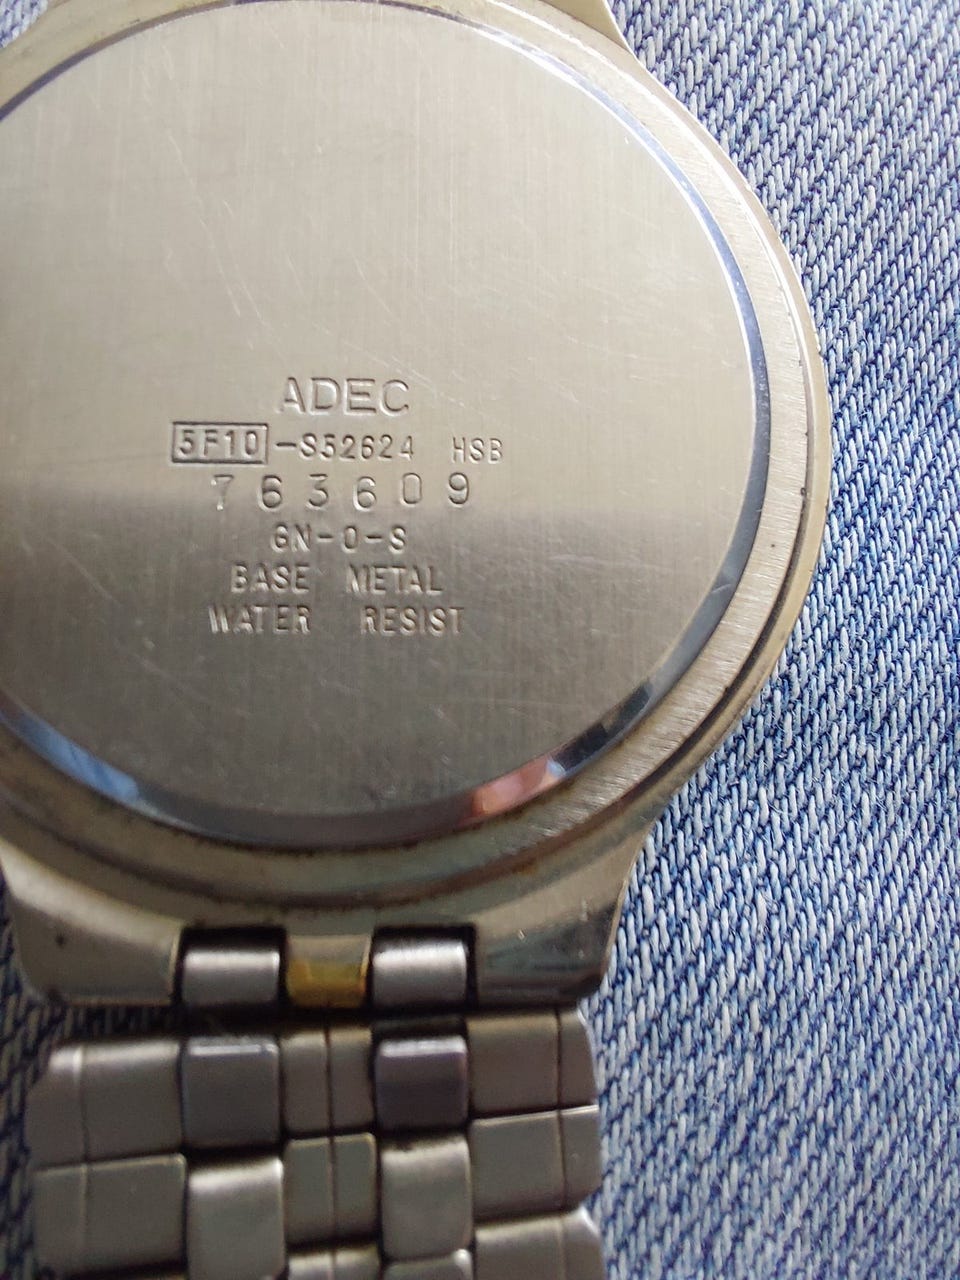 ADEC
5F10-S52624 HSB
763609
GN-0-S
BASE METAL
WATER RESIST